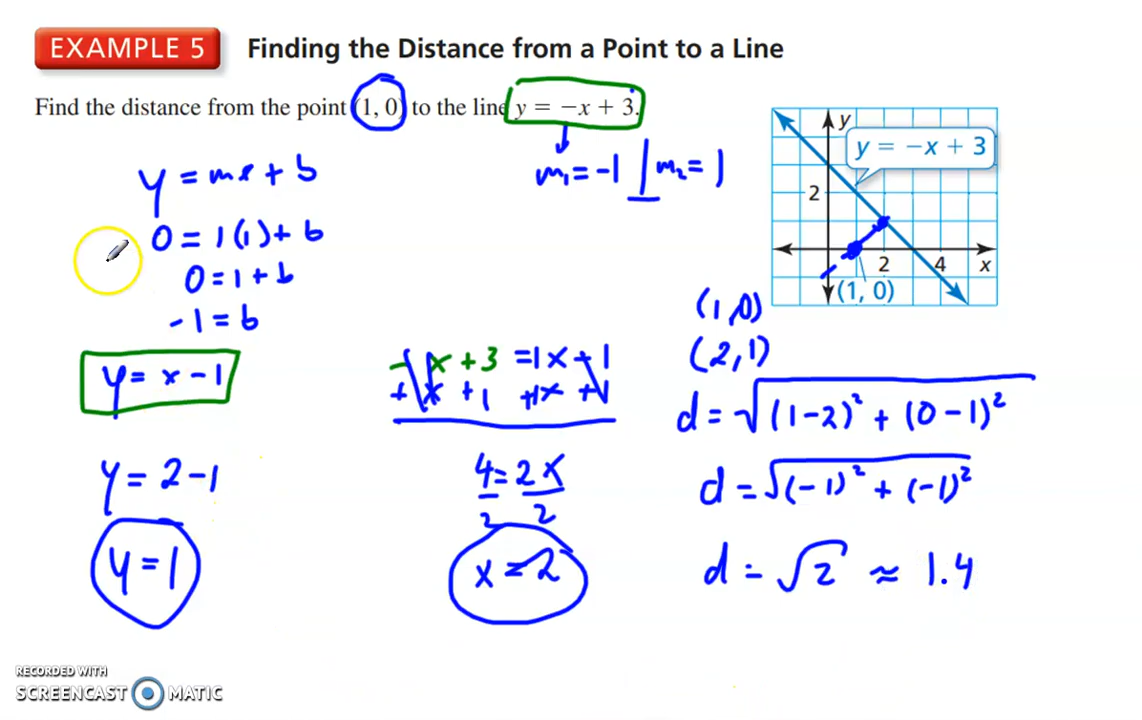 EXAMPLE 5 Finding the Distance from a Point to a Line
Find the distance from the point (1, 0) to the line y = −x + 3.
m₁ = -1 | m₂ = 1
y = mx + b
0 = 1(1) + b
0 = 1 + b
-1 = b
y = x - 1
y = 2 - 1
y = 1
-1x + 3 = 1x - 1
+1x +1 +1x +1
4 = 2x
2 2
x = 2
y
y = −x + 3
2
2 4 x
(1, 0)
(1, 0)
(2, 1)
d = √(1-2)² + (0-1)²
d = √(-1)² + (-1)²
d = √2 ≈ 1.4
RECORDED WITH
SCREENCAST MATIC